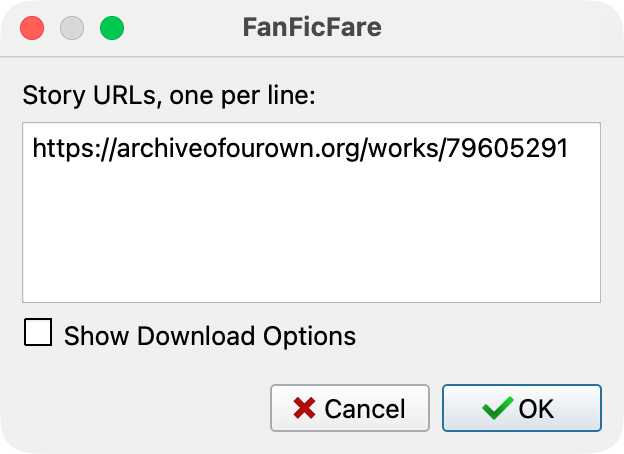 FanFicFare
Story URLs, one per line:
https://archiveofourown.org/works/79605291
Show Download Options
Cancel
OK